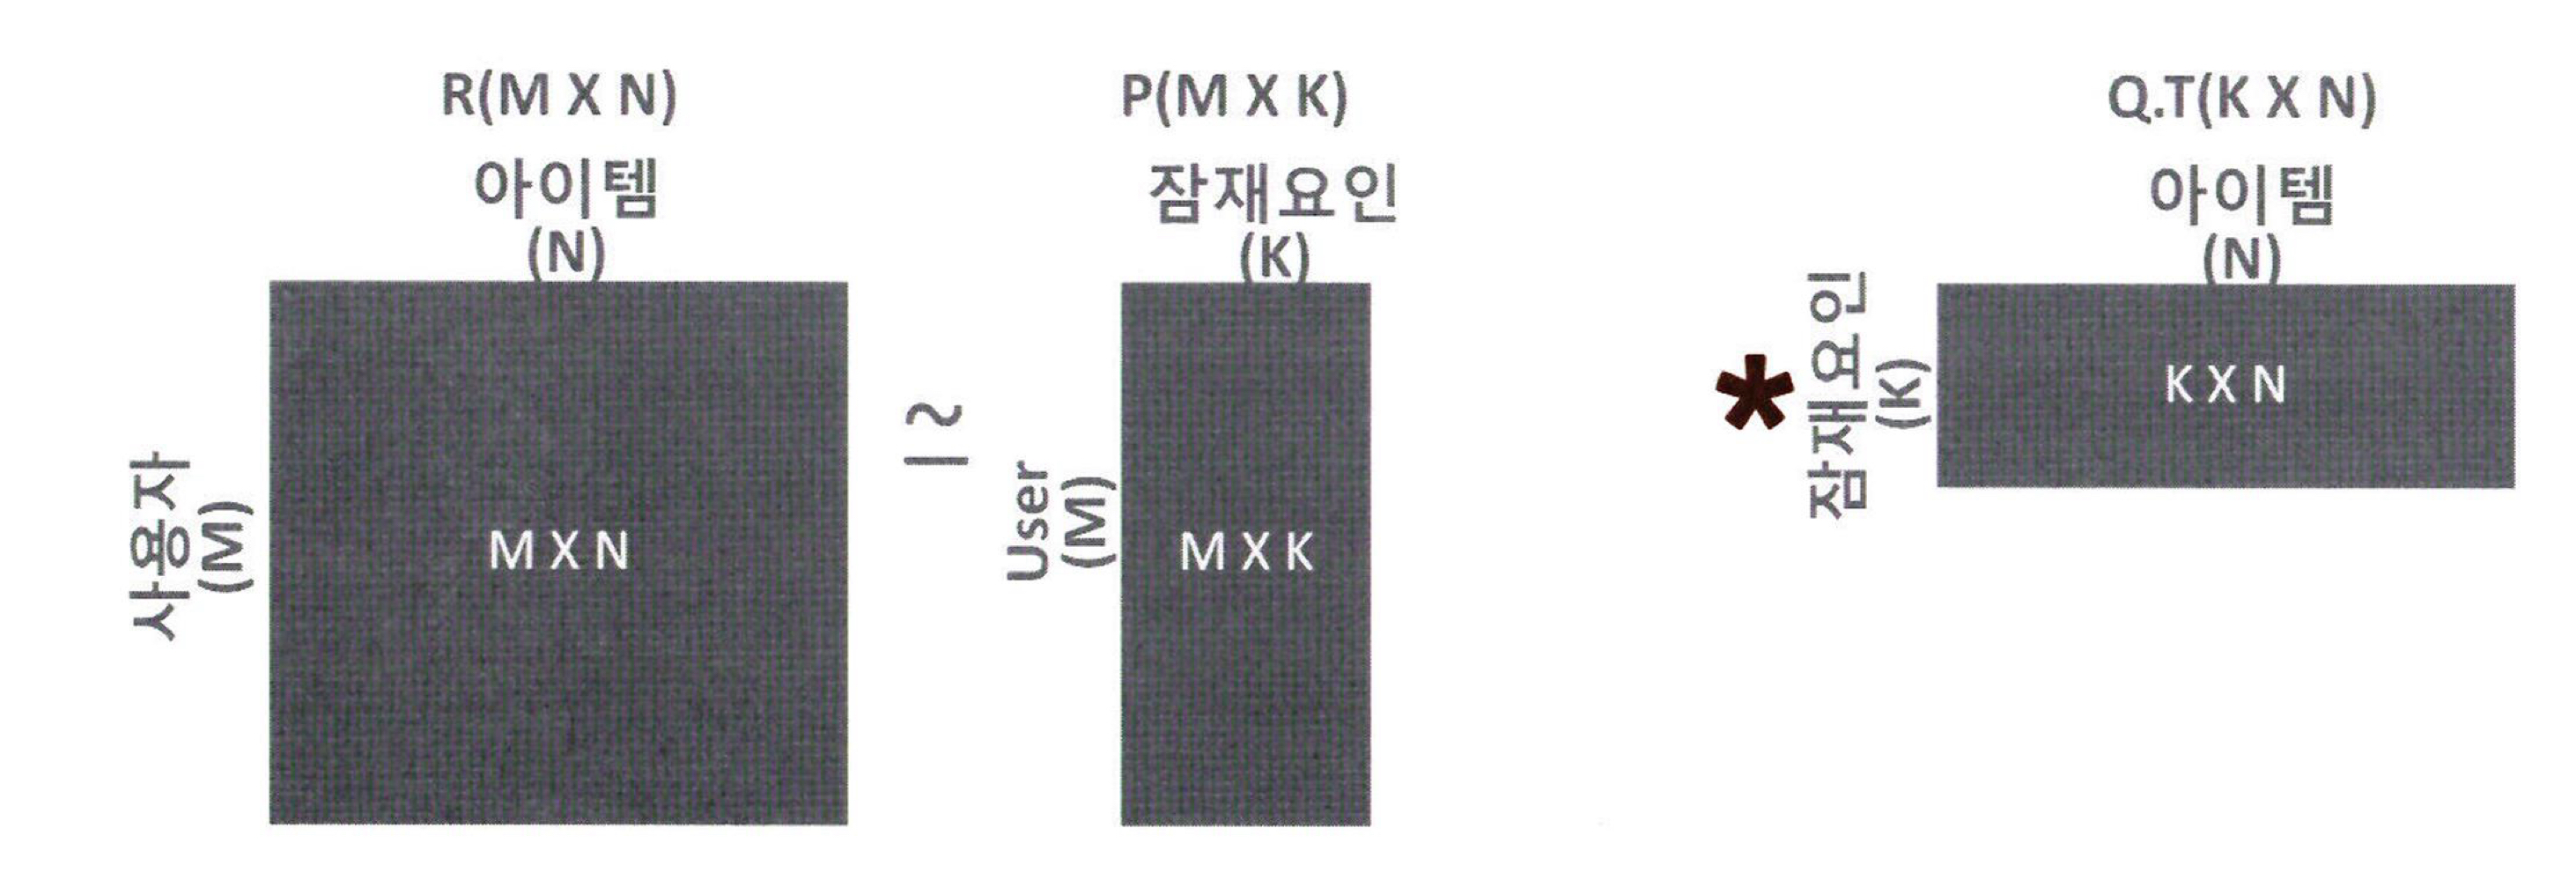 R(M X N)
아이템
(N)
사용자
(M)
M X N
≃
P(M X K)
잠재요인
(K)
User
(M)
M X K
*
Q.T(K X N)
아이템
(N)
잠재요인
(K)
K X N